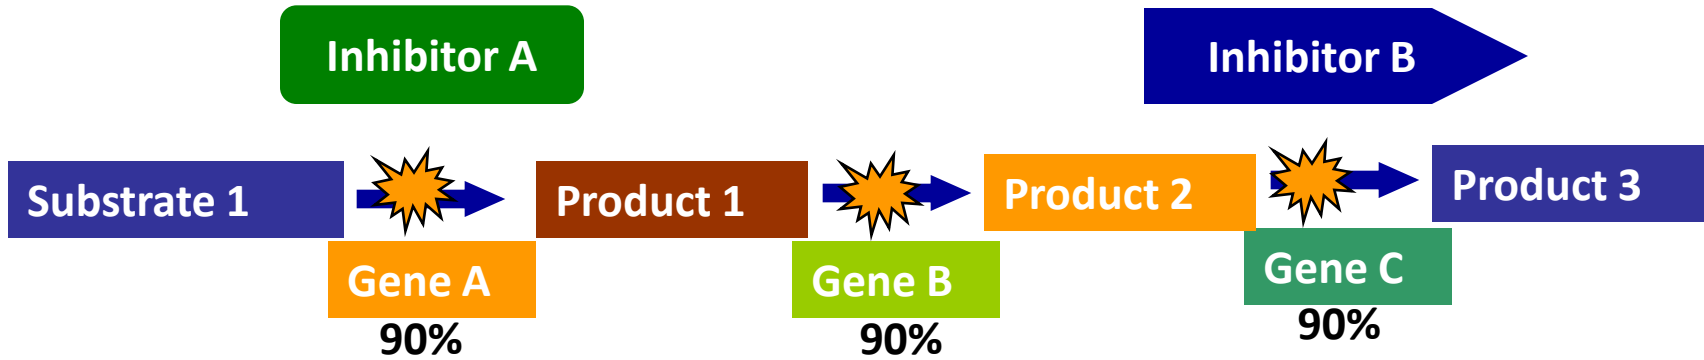 Inhibitor A
Inhibitor B
Substrate 1
Product 1
Product 2
Product 3
Gene A
Gene B
Gene C
90%
90%
90%